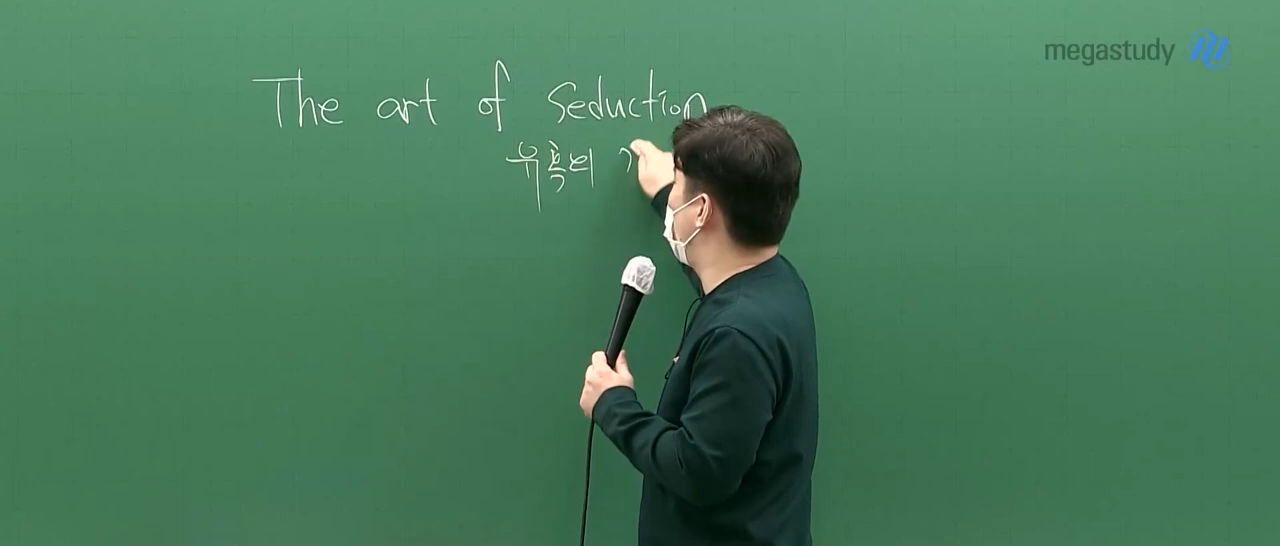 megastudy
The art of Seduction
유혹의